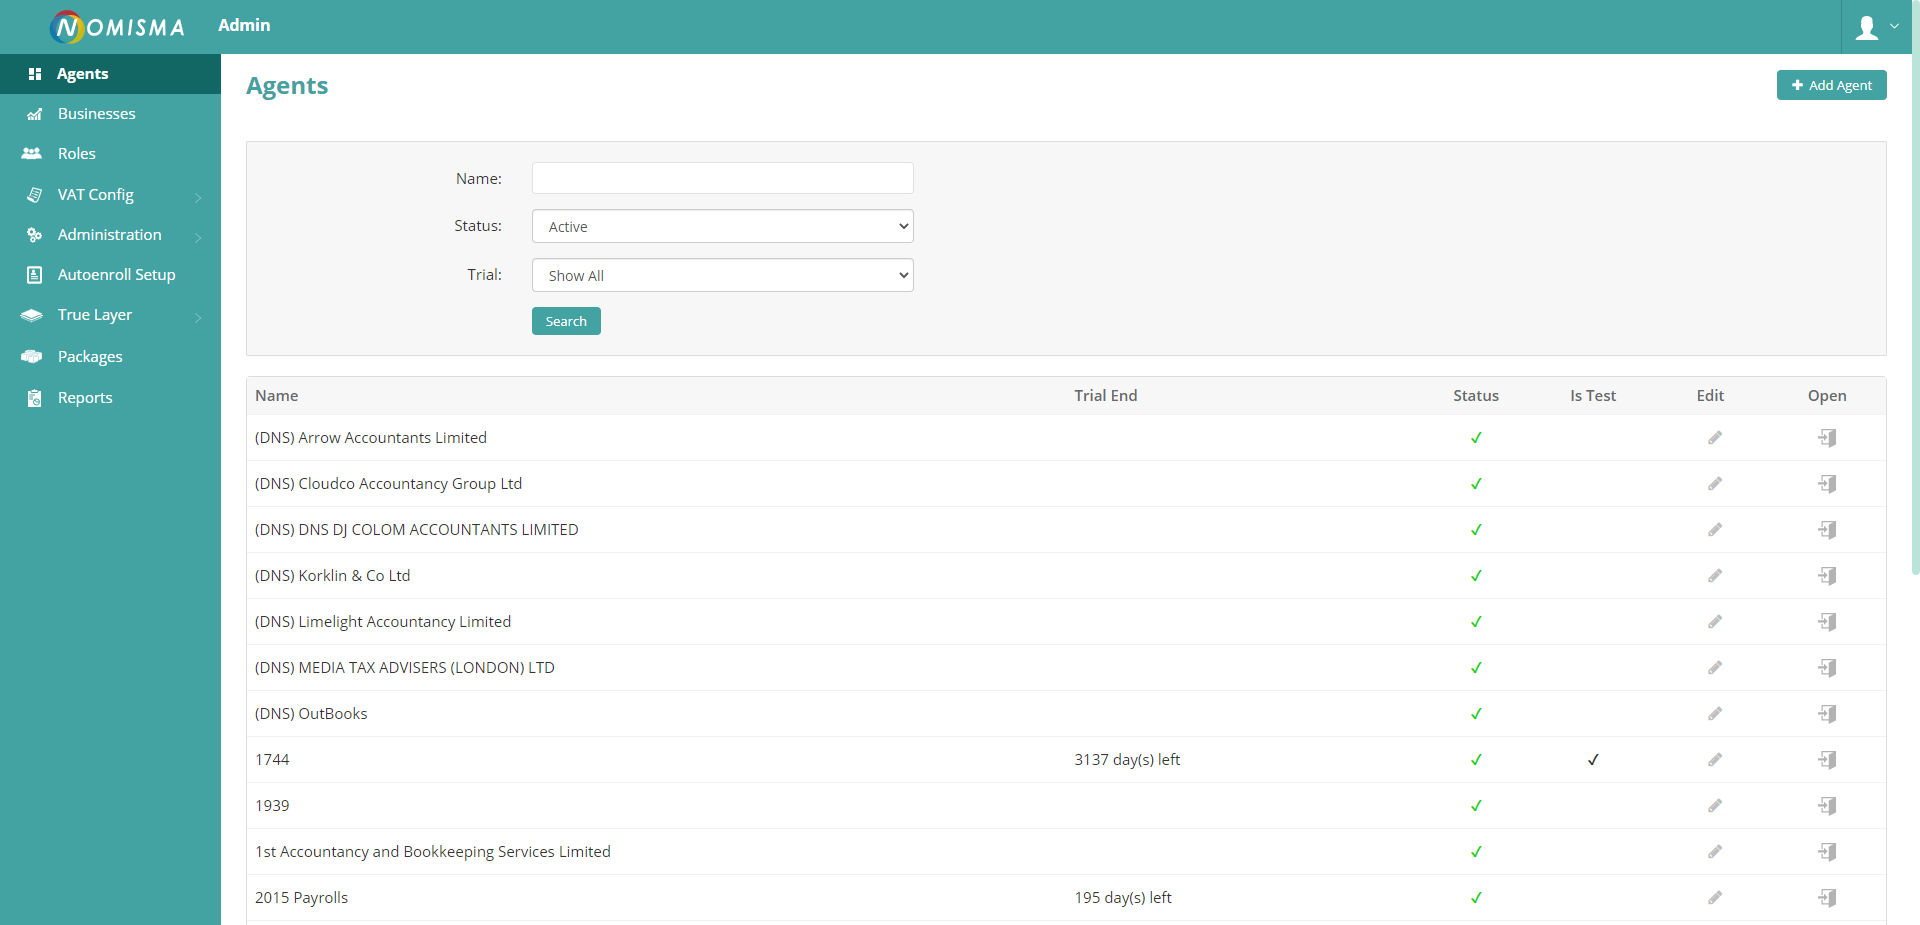 NOMISMA
Admin
Agents
Businesses
Roles
VAT Config
Administration
Autoenroll Setup
True Layer
Packages
Reports
Agents
Add Agent
Name:
Status: Active
Trial: Show All
Search
Name Trial End Status Is Test Edit Open
(DNS) Arrow Accountants Limited
(DNS) Cloudco Accountancy Group Ltd
(DNS) DNS DJ COLOM ACCOUNTANTS LIMITED
(DNS) Korklin & Co Ltd
(DNS) Limelight Accountancy Limited
(DNS) MEDIA TAX ADVISERS (LONDON) LTD
(DNS) OutBooks
1744 3137 day(s) left
1939
1st Accountancy and Bookkeeping Services Limited
2015 Payrolls 195 day(s) left